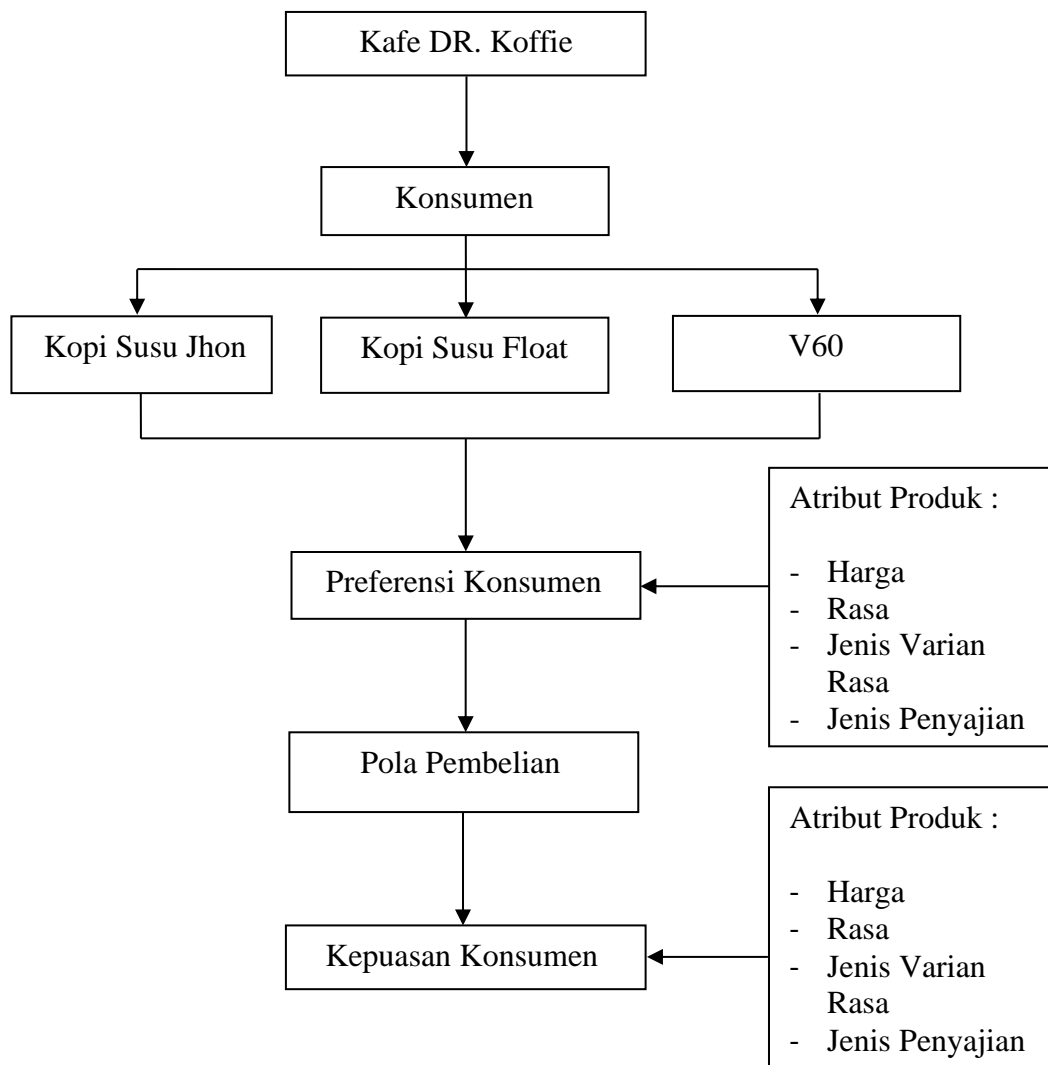 Kafe DR. Koffie
Konsumen
Kopi Susu Jhon
Kopi Susu Float
V60
Atribut Produk :
- Harga
- Rasa
- Jenis Varian
Rasa
- Jenis Penyajian
Preferensi Konsumen
Pola Pembelian
Atribut Produk :
- Harga
- Rasa
- Jenis Varian
Rasa
- Jenis Penyajian
Kepuasan Konsumen